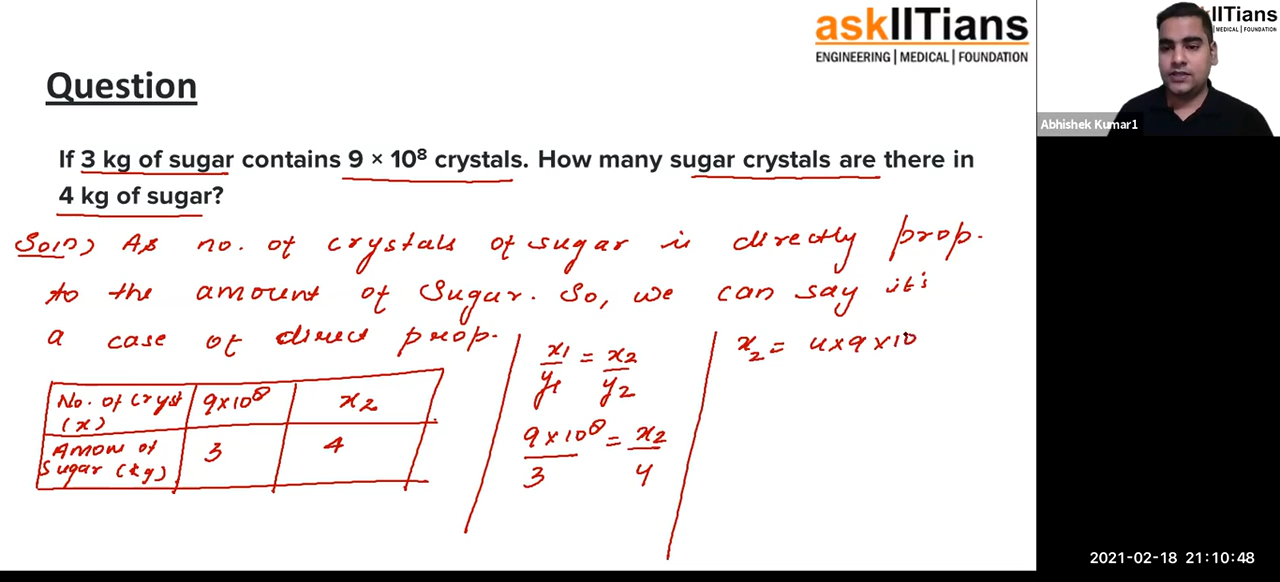 askIITians
ENGINEERING | MEDICAL | FOUNDATION
IITians
| MEDICAL | FOUNDATION
Abhishek Kumar1
Question
If 3 kg of sugar contains 9 × 10⁸ crystals. How many sugar crystals are there in
4 kg of sugar?
Soln) As no. of crystals of sugar is directly prop.
to the amount of sugar. So, we can say it's
a case of direct prop.
No. of Cryst 9×10⁸ x₂
(x)
Amou of 3 4
Sugar (kg)
x₁/y₁ = x₂/y₂
9×10⁸/3 = x₂/4
x₂ = 4×9×10
2021-02-18 21:10:48